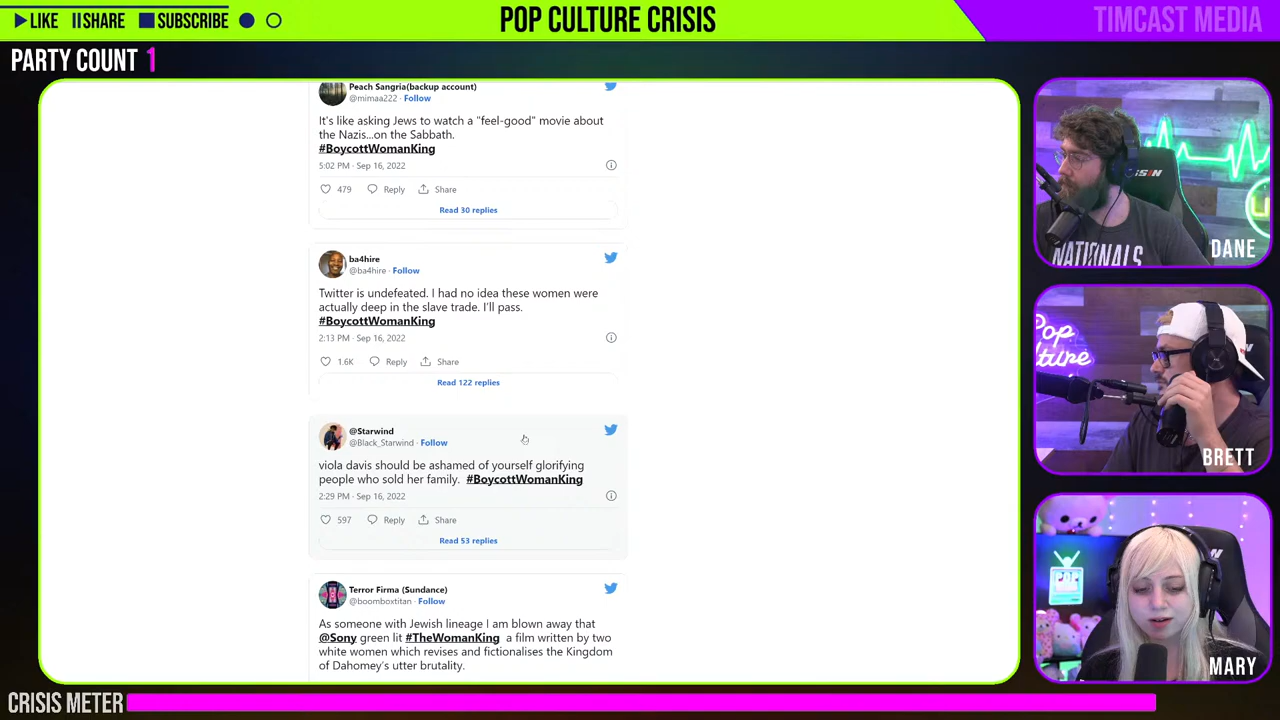 LIKE SHARE SUBSCRIBE
POP CULTURE CRISIS
TIMCAST MEDIA
PARTY COUNT 1
Peach Sangria(backup account)
@mimaa222 · Follow
It's like asking Jews to watch a "feel-good" movie about
the Nazis...on the Sabbath.
#BoycottWomanKing
5:02 PM · Sep 16, 2022
479 Reply Share
Read 30 replies
ba4hire
@ba4hire · Follow
Twitter is undefeated. I had no idea these women were
actually deep in the slave trade. I'll pass.
#BoycottWomanKing
2:13 PM · Sep 16, 2022
1.6K Reply Share
Read 122 replies
@Starwind
@Black_Starwind · Follow
viola davis should be ashamed of yourself glorifying
people who sold her family. #BoycottWomanKing
2:29 PM · Sep 16, 2022
597 Reply Share
Read 53 replies
Terror Firma (Sundance)
@boomboxtitan · Follow
As someone with Jewish lineage I am blown away that
@Sony green lit #TheWomanKing a film written by two
white women which revises and fictionalises the Kingdom
of Dahomey's utter brutality.
NATIONALS
DANE
Pop
BRETT
MARY
CRISIS METER